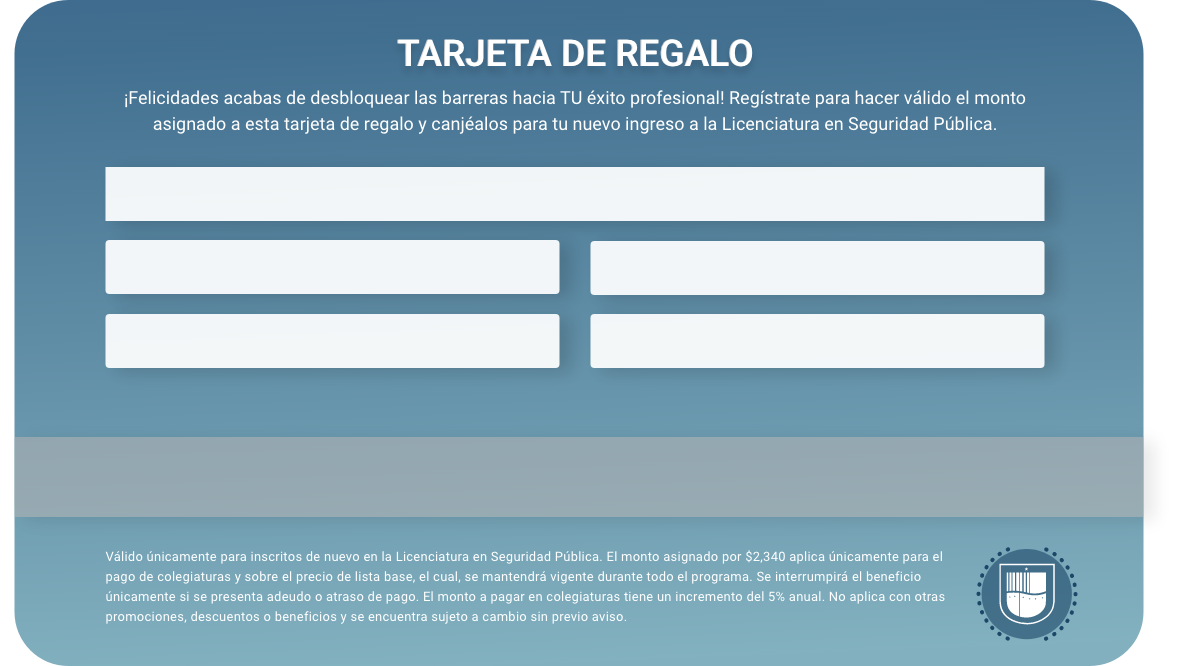 TARJETA DE REGALO
¡Felicidades acabas de desbloquear las barreras hacia TU éxito profesional! Regístrate para hacer válido el monto
asignado a esta tarjeta de regalo y canjéalos para tu nuevo ingreso a la Licenciatura en Seguridad Pública.
Válido únicamente para inscritos de nuevo en la Licenciatura en Seguridad Pública. El monto asignado por $2,340 aplica únicamente para el
pago de colegiaturas y sobre el precio de lista base, el cual, se mantendrá vigente durante todo el programa. Se interrumpirá el beneficio
únicamente si se presenta adeudo o atraso de pago. El monto a pagar en colegiaturas tiene un incremento del 5% anual. No aplica con otras
promociones, descuentos o beneficios y se encuentra sujeto a cambio sin previo aviso.